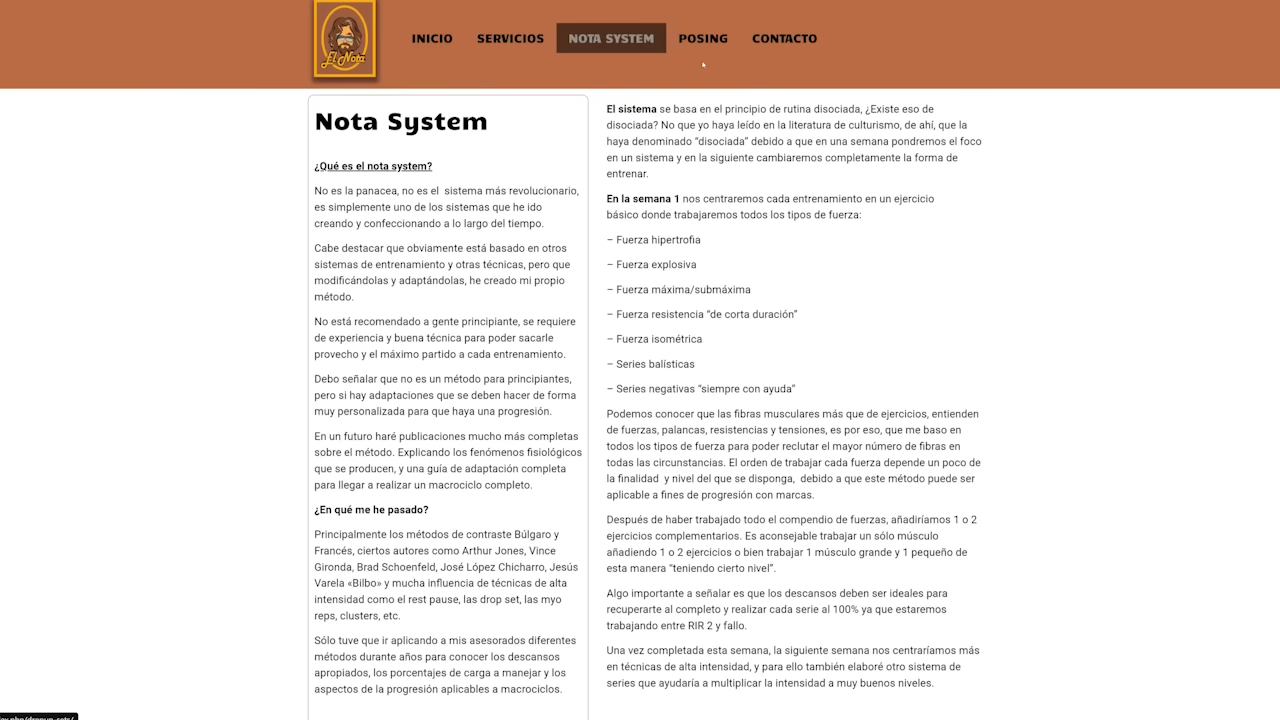 El Nota
INICIO
SERVICIOS
NOTA SYSTEM
POSING
CONTACTO
Nota System
¿Qué es el nota system?
No es la panacea, no es el  sistema más revolucionario,
es simplemente uno de los sistemas que he ido
creando y confeccionando a lo largo del tiempo.
Cabe destacar que obviamente está basado en otros
sistemas de entrenamiento y otras técnicas, pero que
modificándolas y adaptándolas, he creado mi propio
método.
No está recomendado a gente principiante, se requiere
de experiencia y buena técnica para poder sacarle
provecho y el máximo partido a cada entrenamiento.
Debo señalar que no es un método para principiantes,
pero si hay adaptaciones que se deben hacer de forma
muy personalizada para que haya una progresión.
En un futuro haré publicaciones mucho más completas
sobre el método. Explicando los fenómenos fisiológicos
que se producen, y una guía de adaptación completa
para llegar a realizar un macrociclo completo.
¿En qué me he pasado?
Principalmente los métodos de contraste Búlgaro y
Francés, ciertos autores como Arthur Jones, Vince
Gironda, Brad Schoenfeld, José López Chicharro, Jesús
Varela «Bilbo» y mucha influencia de técnicas de alta
intensidad como el rest pause, las drop set, las myo
reps, clusters, etc.
Sólo tuve que ir aplicando a mis asesorados diferentes
métodos durante años para conocer los descansos
apropiados, los porcentajes de carga a manejar y los
aspectos de la progresión aplicables a macrociclos.
El sistema se basa en el principio de rutina disociada, ¿Existe eso de
disociada? No que yo haya leído en la literatura de culturismo, de ahí, que la
haya denominado “disociada” debido a que en una semana pondremos el foco
en un sistema y en la siguiente cambiaremos completamente la forma de
entrenar.
En la semana 1 nos centraremos cada entrenamiento en un ejercicio
básico donde trabajaremos todos los tipos de fuerza:
– Fuerza hipertrofia
– Fuerza explosiva
– Fuerza máxima/submáxima
– Fuerza resistencia “de corta duración”
– Fuerza isométrica
– Series balísticas
– Series negativas “siempre con ayuda”
Podemos conocer que las fibras musculares más que de ejercicios, entienden
de fuerzas, palancas, resistencias y tensiones, es por eso, que me baso en
todos los tipos de fuerza para poder reclutar el mayor número de fibras en
todas las circunstancias. El orden de trabajar cada fuerza depende un poco de
la finalidad  y nivel del que se disponga,  debido a que este método puede ser
aplicable a fines de progresión con marcas.
Después de haber trabajado todo el compendio de fuerzas, añadiríamos 1 o 2
ejercicios complementarios. Es aconsejable trabajar un sólo músculo
añadiendo 1 o 2 ejercicios o bien trabajar 1 músculo grande y 1 pequeño de
esta manera “teniendo cierto nivel”.
Algo importante a señalar es que los descansos deben ser ideales para
recuperarte al completo y realizar cada serie al 100% ya que estaremos
trabajando entre RIR 2 y fallo.
Una vez completada esta semana, la siguiente semana nos centraríamos más
en técnicas de alta intensidad, y para ello también elaboré otro sistema de
series que ayudaría a multiplicar la intensidad a muy buenos niveles.